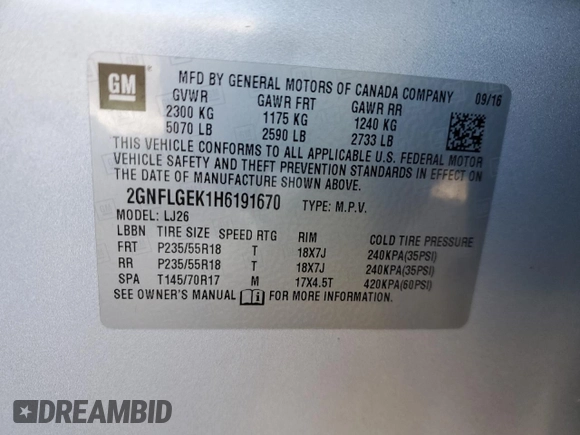 GM
MFD BY GENERAL MOTORS OF CANADA COMPANY 09/16
GVWR GAWR FRT GAWR RR
2300 KG 1175 KG 1240 KG
5070 LB 2590 LB 2733 LB
THIS VEHICLE CONFORMS TO ALL APPLICABLE U.S. FEDERAL MOTOR
VEHICLE SAFETY AND THEFT PREVENTION STANDARDS IN EFFECT ON
THE DATE OF MANUFACTURE SHOWN ABOVE.
2GNFLGEK1H6191670 TYPE: M.P.V.
MODEL: LJ26
LBBN TIRE SIZE SPEED RTG RIM COLD TIRE PRESSURE
FRT P235/55R18 T 18X7J 240KPA(35PSI)
RR P235/55R18 T 18X7J 240KPA(35PSI)
SPA T145/70R17 M 17X4.5T 420KPA(60PSI)
SEE OWNER'S MANUAL FOR MORE INFORMATION.
DREAMBID